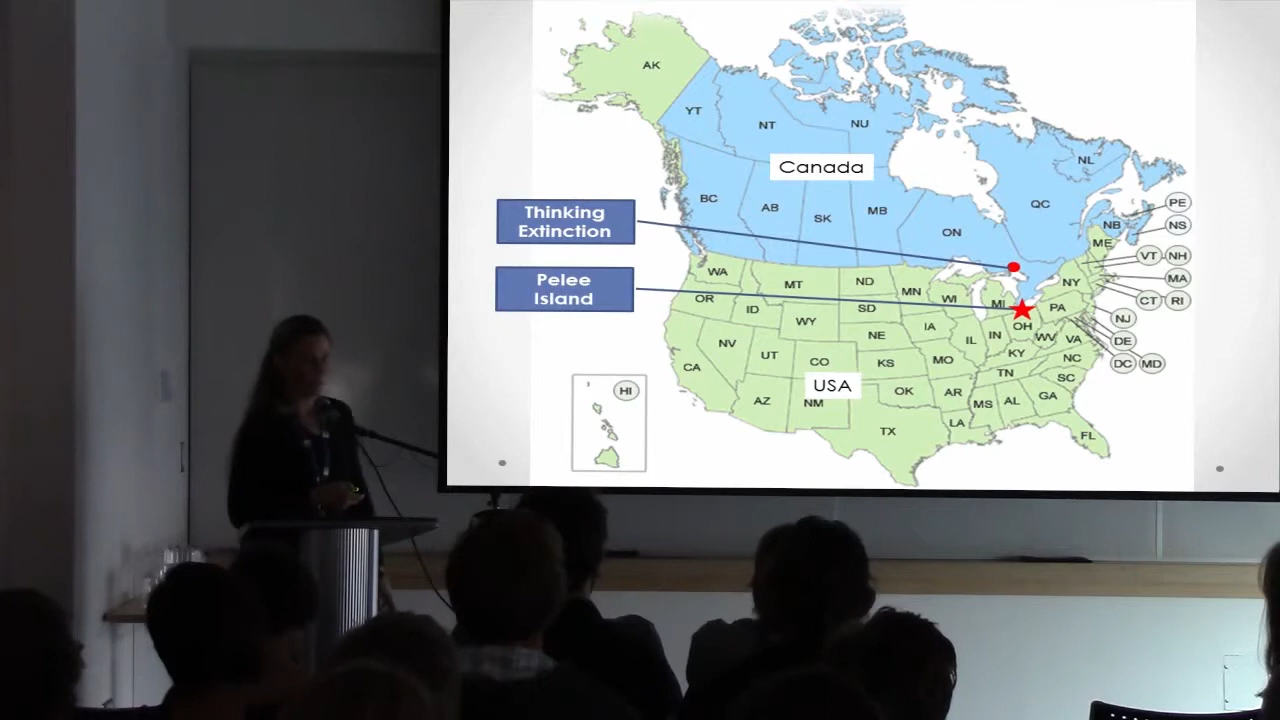 AK
YT
NT
NU
Canada
NL
BC
AB
SK
MB
ON
QC
PE
NB
NS
ME
Thinking
Extinction
Pelee
Island
VT
NH
MA
CT
RI
NJ
DE
DC
MD
WA
MT
ND
MN
WI
MI
NY
OR
ID
WY
SD
IA
IL
IN
OH
PA
WV
VA
NV
UT
CO
NE
KS
MO
KY
NC
TN
SC
CA
AZ
NM
USA
OK
AR
MS
AL
GA
TX
LA
FL
HI